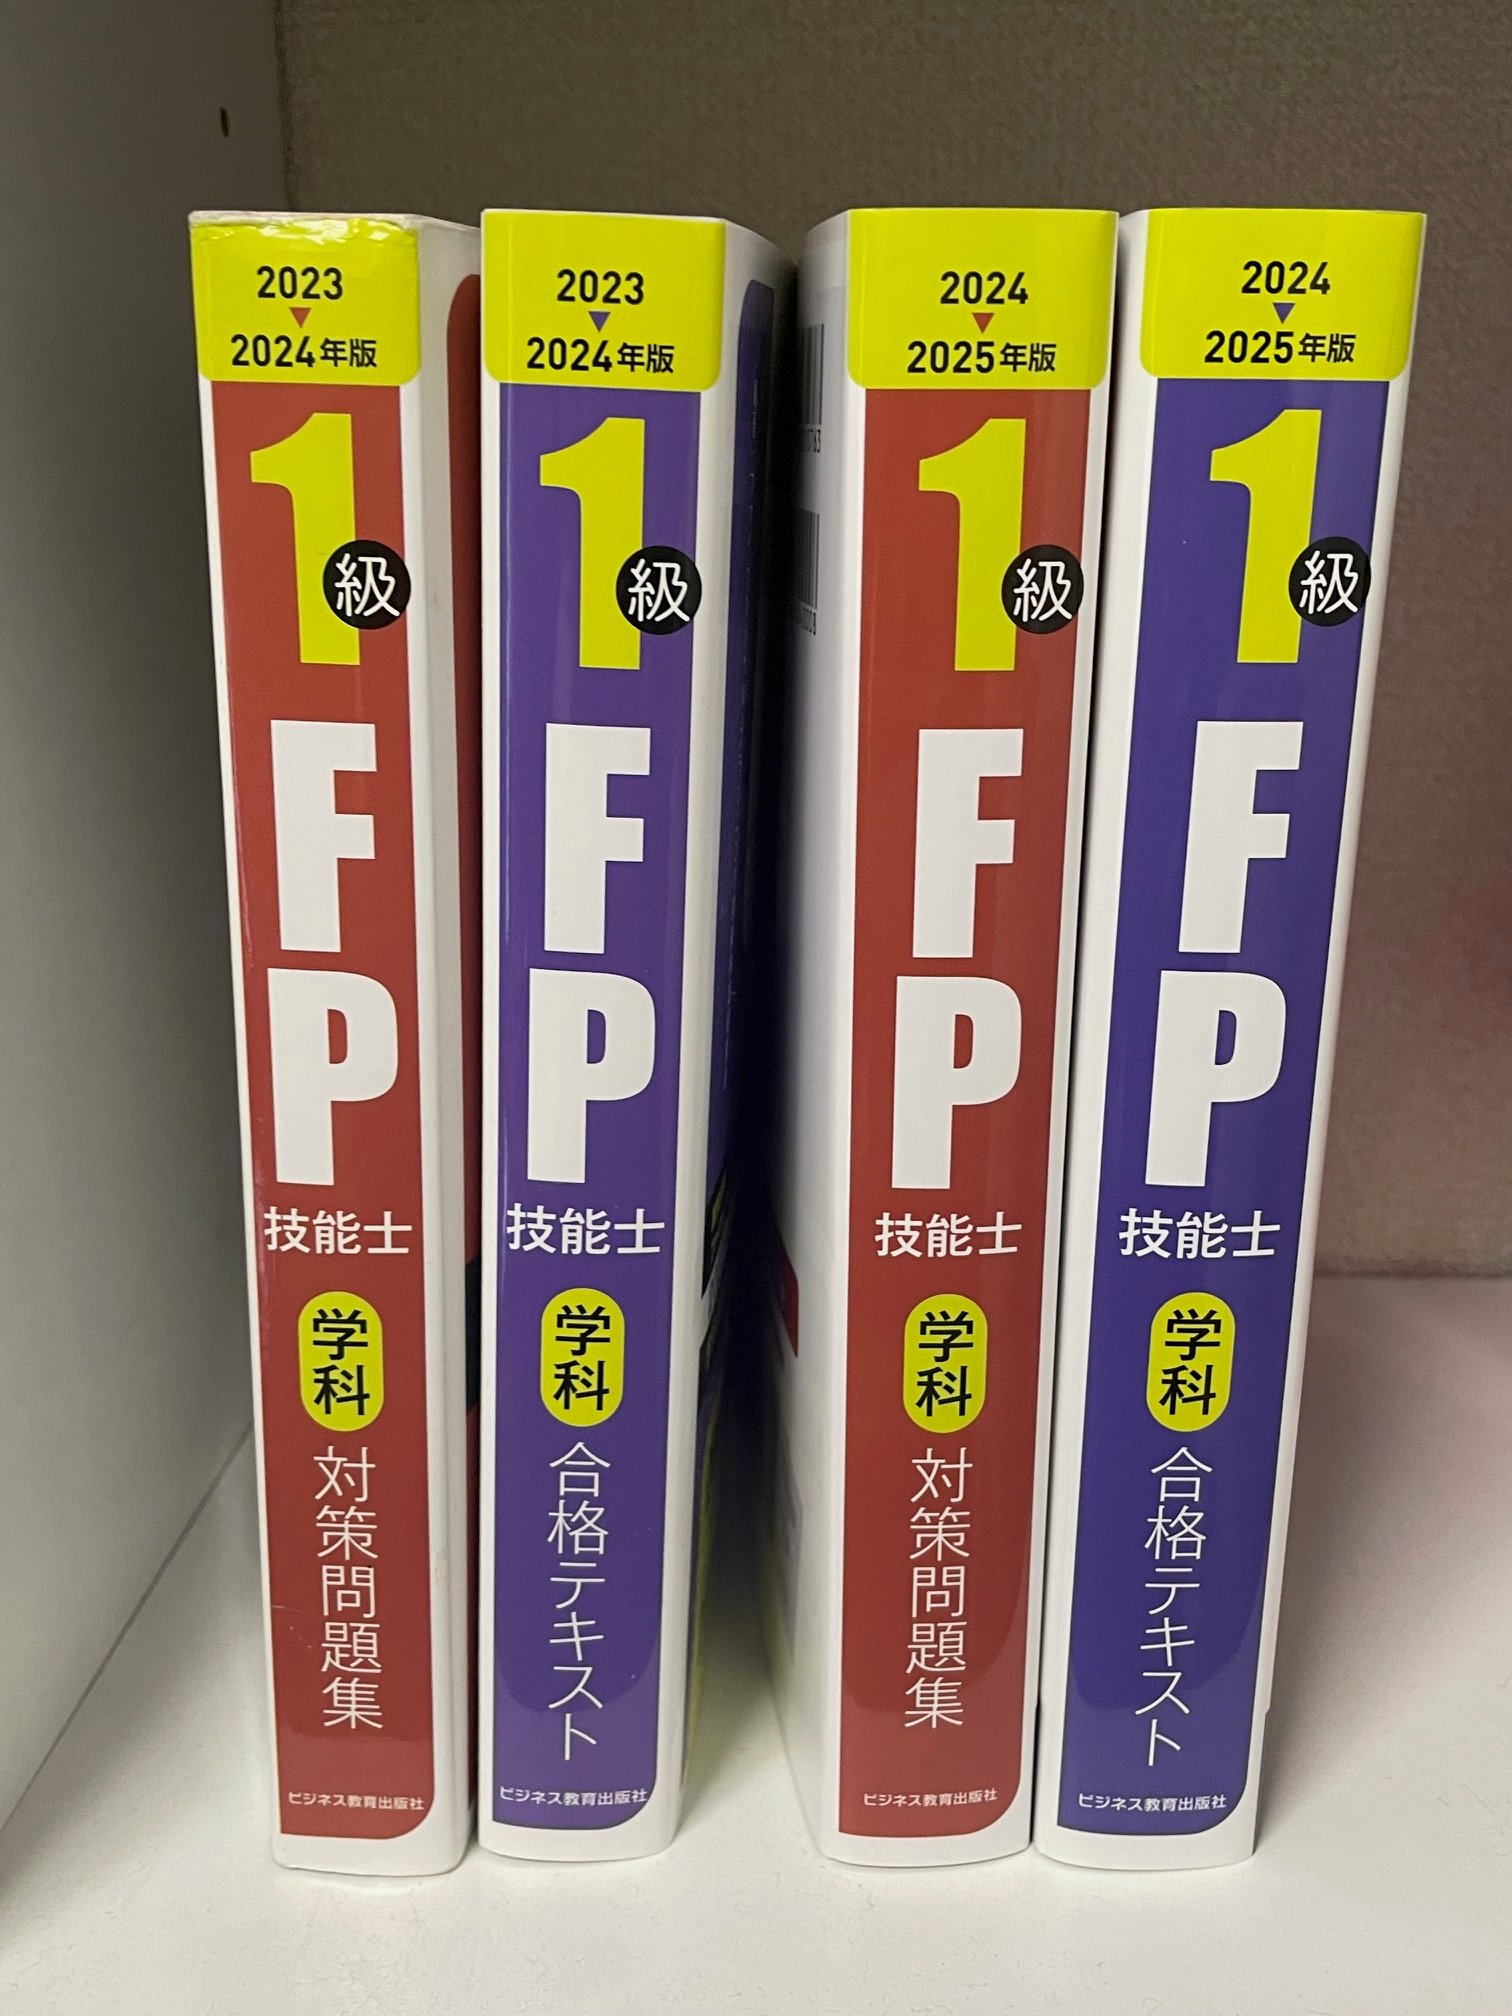 2023
2024年版
1級
FP
技能士
学科
対策問題集
ビジネス教育出版社
2023
2024年版
1級
FP
技能士
学科
合格テキスト
ビジネス教育出版社
2024
2025年版
1級
FP
技能士
学科
対策問題集
ビジネス教育出版社
2024
2025年版
1級
FP
技能士
学科
合格テキスト
ビジネス教育出版社